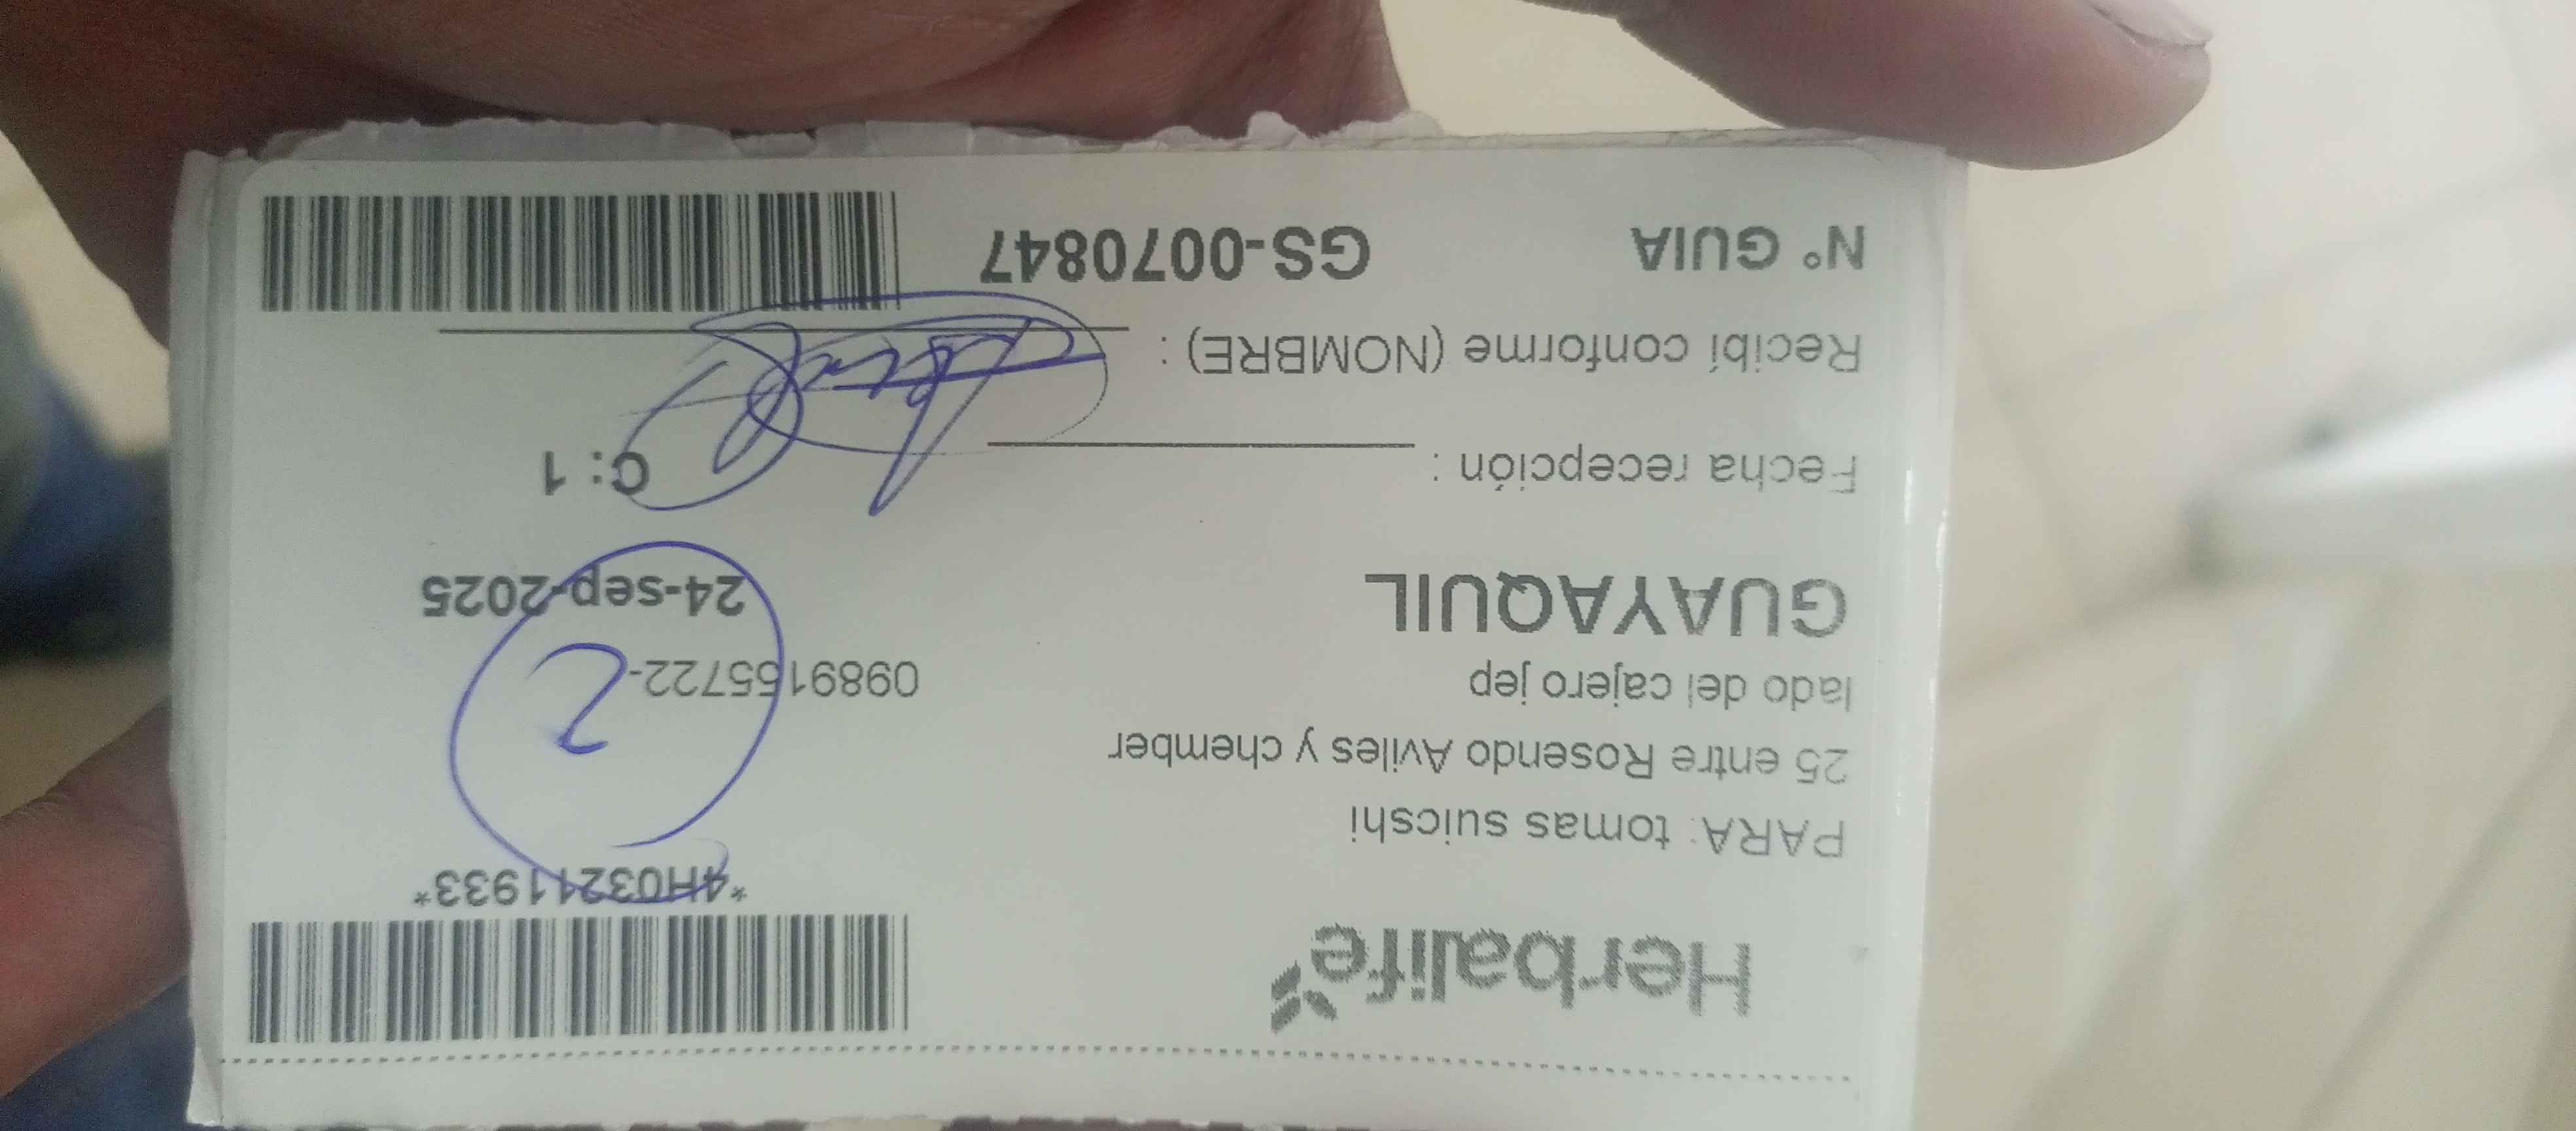 Herbalife
*4H03211933*
PARA: tomas suicshi
25 entre Rosendo Aviles y chember
lado del cajero jep
0989155722-
2
GUAYAQUIL
24-sep-2025
Fecha recepción :
C: 1
Recibí conforme (NOMBRE) :
N° GUIA GS-0070847